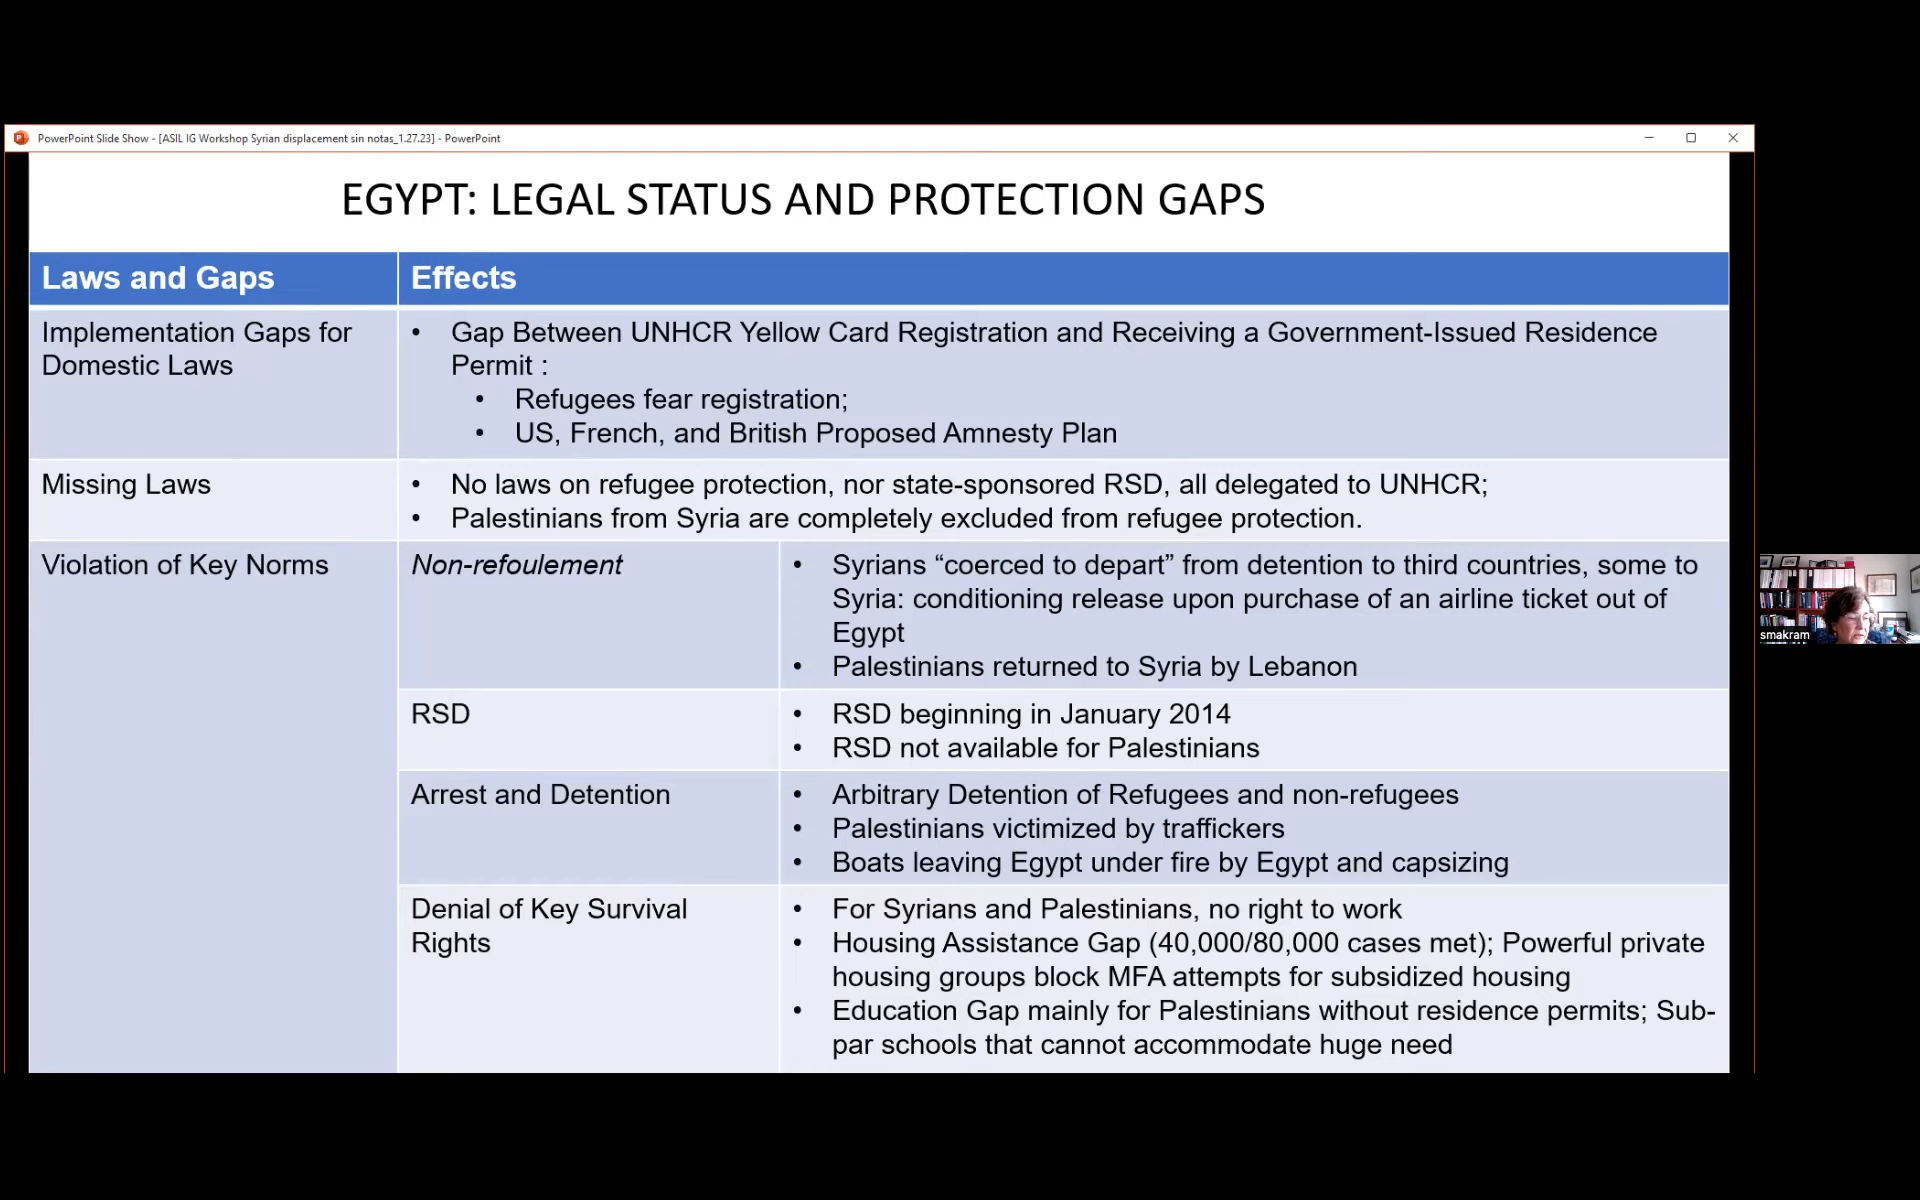 PowerPoint Slide Show - [ASIL IG Workshop Syrian displacement sin notas_1.27.23] - PowerPoint
EGYPT: LEGAL STATUS AND PROTECTION GAPS
Laws and Gaps
Effects
Implementation Gaps for
Domestic Laws
• Gap Between UNHCR Yellow Card Registration and Receiving a Government-Issued Residence
Permit :
• Refugees fear registration;
• US, French, and British Proposed Amnesty Plan
Missing Laws
• No laws on refugee protection, nor state-sponsored RSD, all delegated to UNHCR;
• Palestinians from Syria are completely excluded from refugee protection.
Violation of Key Norms
Non-refoulement
• Syrians “coerced to depart” from detention to third countries, some to
Syria: conditioning release upon purchase of an airline ticket out of
Egypt
• Palestinians returned to Syria by Lebanon
RSD
• RSD beginning in January 2014
• RSD not available for Palestinians
Arrest and Detention
• Arbitrary Detention of Refugees and non-refugees
• Palestinians victimized by traffickers
• Boats leaving Egypt under fire by Egypt and capsizing
Denial of Key Survival
Rights
• For Syrians and Palestinians, no right to work
• Housing Assistance Gap (40,000/80,000 cases met); Powerful private
housing groups block MFA attempts for subsidized housing
• Education Gap mainly for Palestinians without residence permits; Sub-
par schools that cannot accommodate huge need
smakram